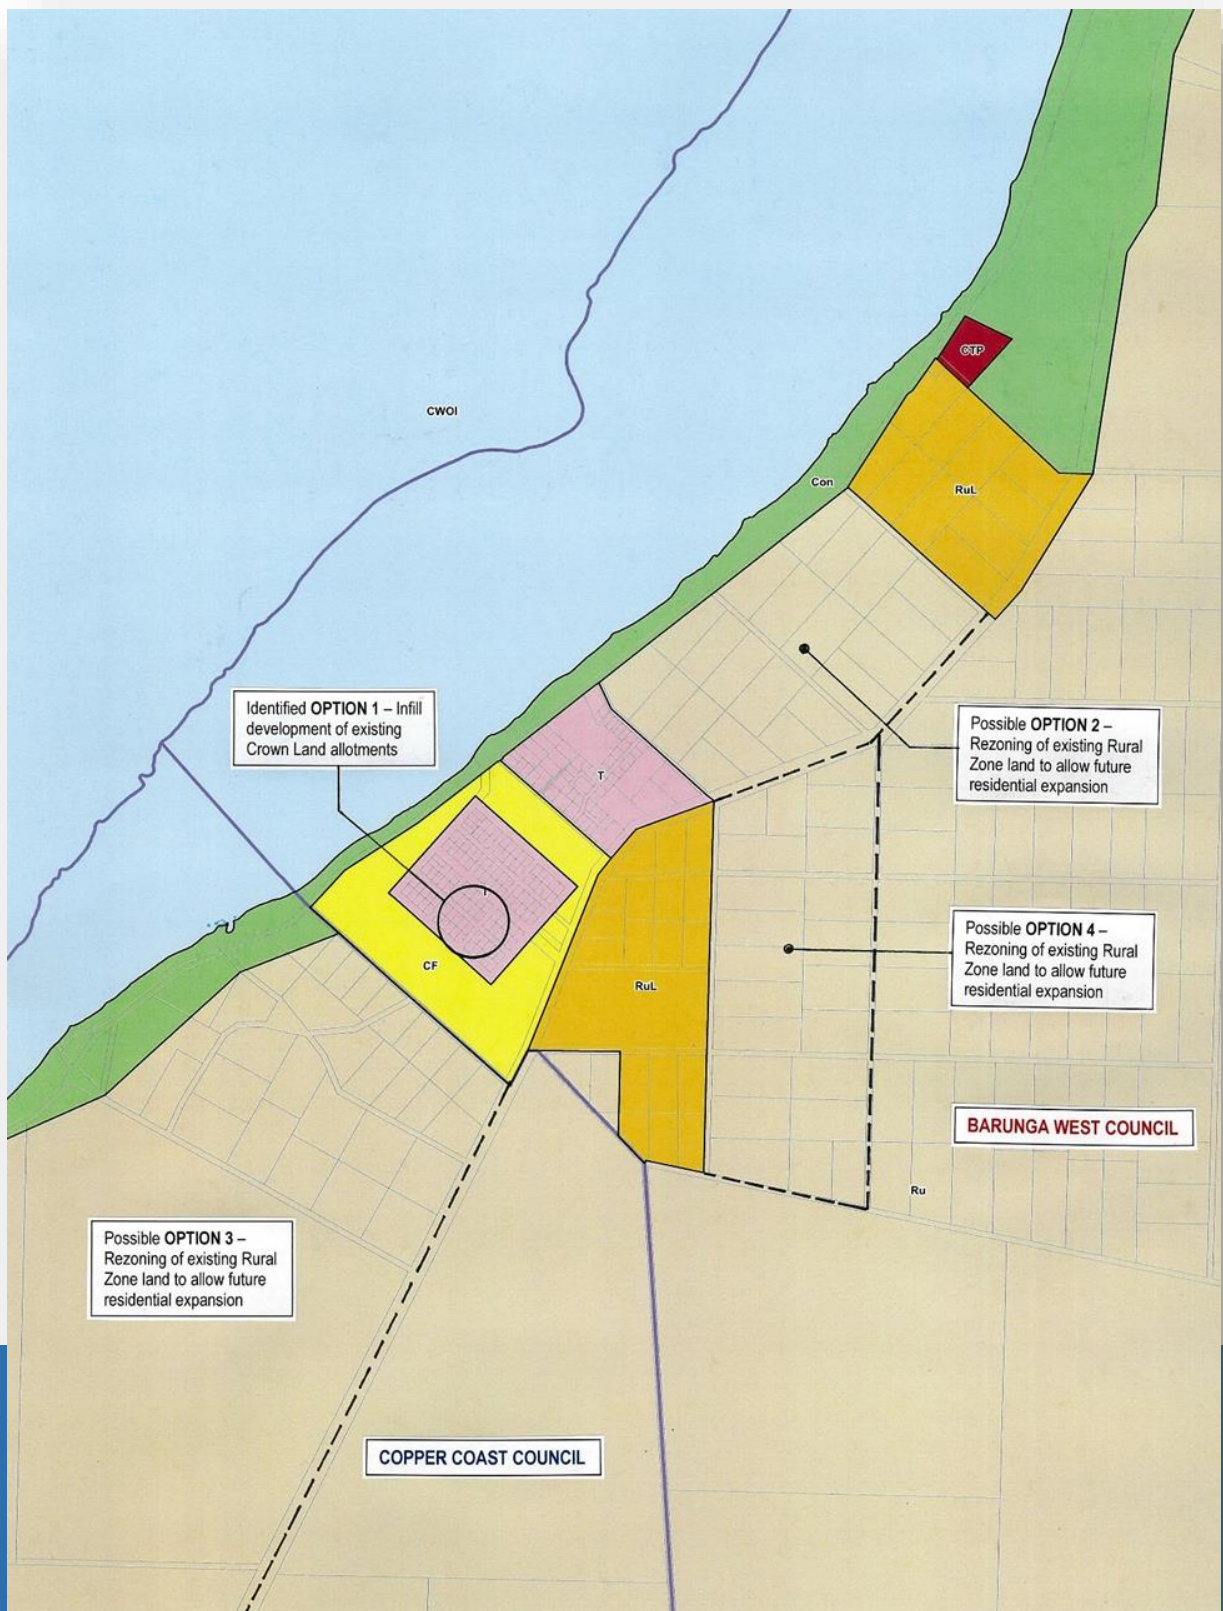 CTP
CWOI
Con
RuL
Identified OPTION 1 – Infill
development of existing
Crown Land allotments
Possible OPTION 2 –
Rezoning of existing Rural
Zone land to allow future
residential expansion
T
T
CF
RuL
Possible OPTION 4 –
Rezoning of existing Rural
Zone land to allow future
residential expansion
BARUNGA WEST COUNCIL
Ru
Possible OPTION 3 –
Rezoning of existing Rural
Zone land to allow future
residential expansion
COPPER COAST COUNCIL